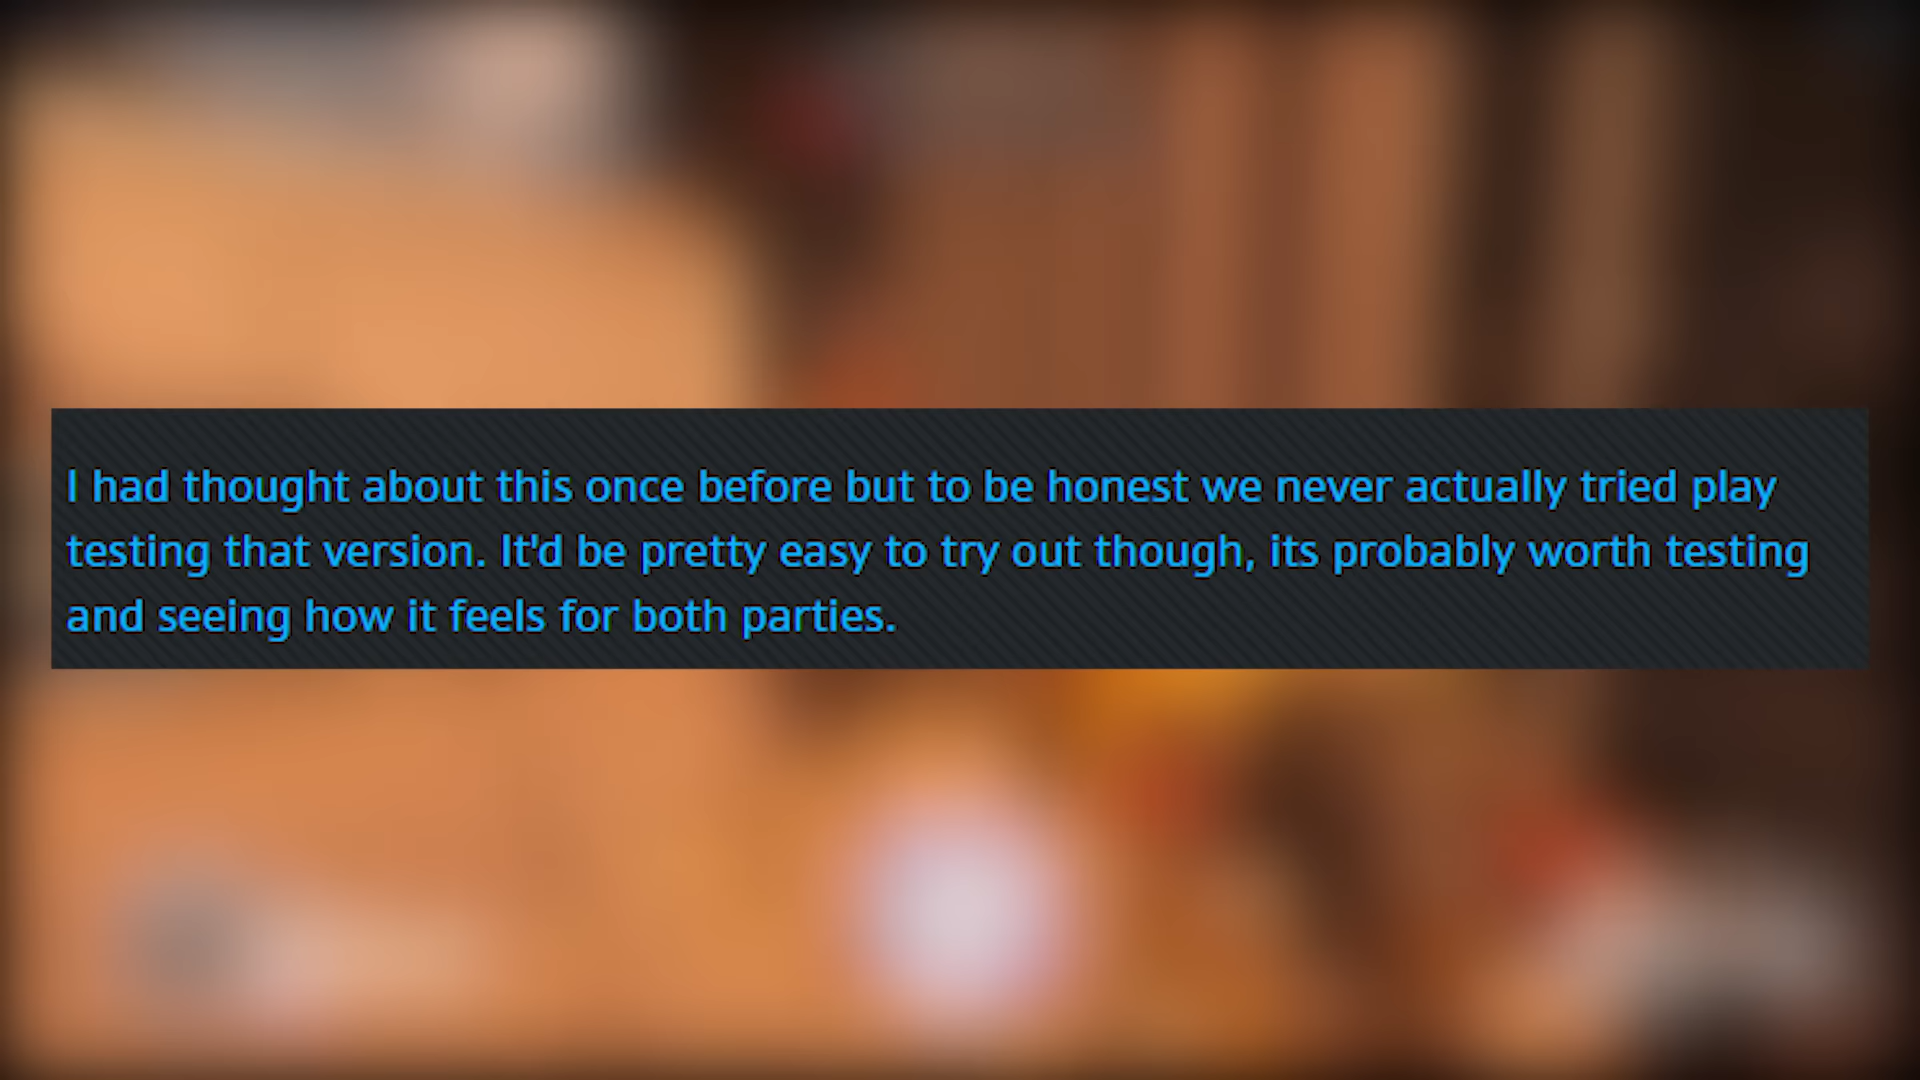 I had thought about this once before but to be honest we never actually tried play
testing that version. It'd be pretty easy to try out though, its probably worth testing
and seeing how it feels for both parties.